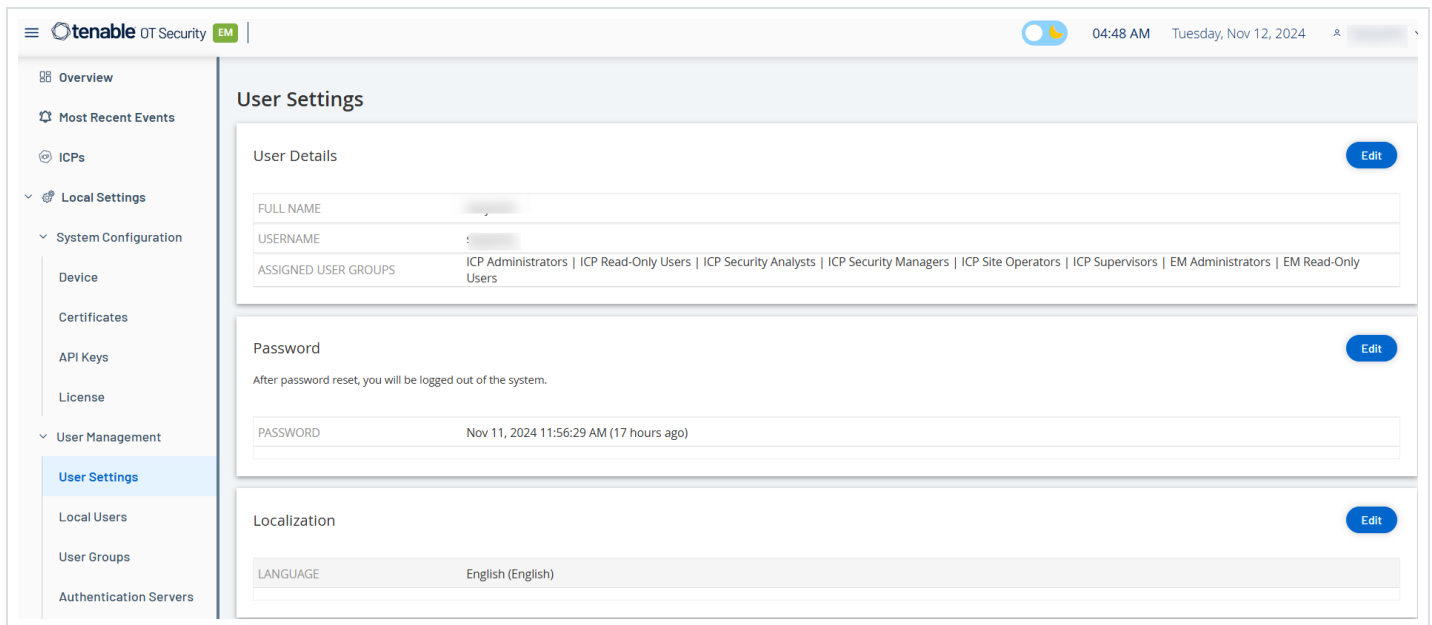 tenable OT Security EM
04:48 AM Tuesday, Nov 12, 2024
Overview
Most Recent Events
ICPs
Local Settings
System Configuration
Device
Certificates
API Keys
License
User Management
User Settings
Local Users
User Groups
Authentication Servers
User Settings
User Details
Edit
FULL NAME
USERNAME
ASSIGNED USER GROUPS
ICP Administrators | ICP Read-Only Users | ICP Security Analysts | ICP Security Managers | ICP Site Operators | ICP Supervisors | EM Administrators | EM Read-Only
Users
Password
Edit
After password reset, you will be logged out of the system.
PASSWORD Nov 11, 2024 11:56:29 AM (17 hours ago)
Localization
Edit
LANGUAGE English (English)